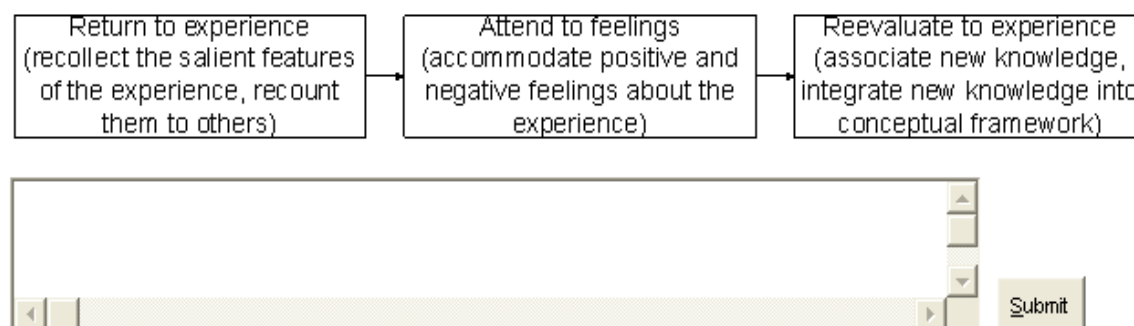 Return to experience
(recollect the salient features
of the experience, recount
them to others)
Attend to feelings
(accommodate positive and
negative feelings about the
experience)
Reevaluate to experience
(associate new knowledge,
integrate new knowledge into
conceptual framework)
Submit